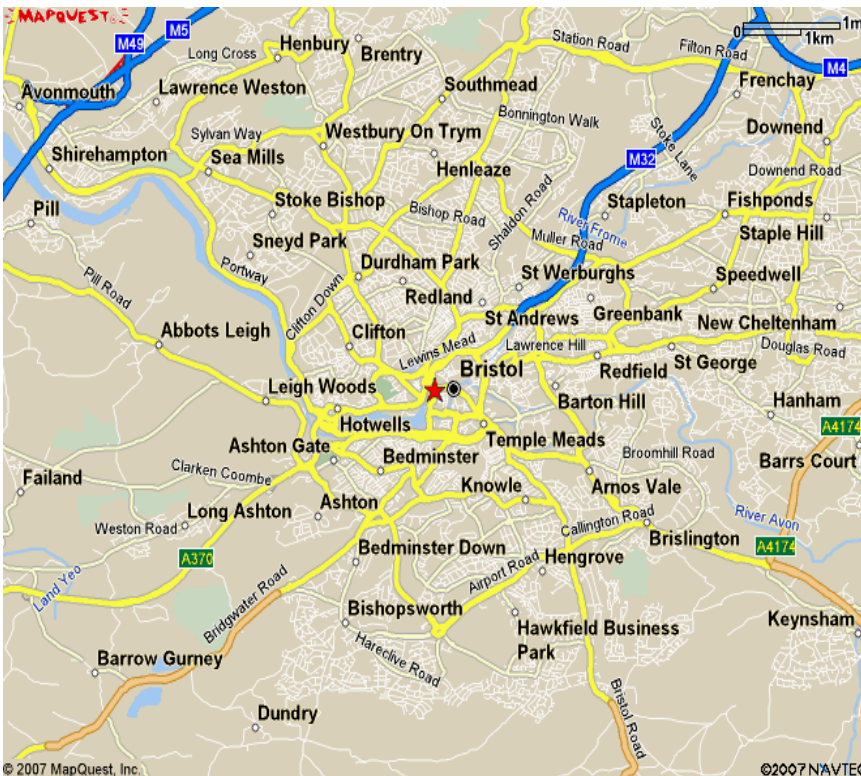 MAPQUEST
M49
M5
Long Cross
Henbury
Brentry
Station Road
0
1m
1km
Filton Road
M4
Frenchay
Avonmouth
Lawrence Weston
Southmead
Bonnington Walk
Downend
Sylvan Way
Westbury On Trym
Stoke Lane
Shirehampton
Sea Mills
Henleaze
M32
Downend Road
Pill
Stoke Bishop
Bishop Road
Shaldon Road
Stapleton
Fishponds
River Frome
Sneyd Park
Muller Road
Staple Hill
Portway
Durdham Park
St Werburghs
Speedwell
Pill Road
Clifton Down
Redland
Greenbank
Abbots Leigh
Clifton
St Andrews
New Cheltenham
Lewins Mead
Lawrence Hill
Douglas Road
Bristol
Redfield
St George
Leigh Woods
Barton Hill
Hanham
Hotwells
A4174
Ashton Gate
Temple Meads
Bedminster
Broomhill Road
Barrs Court
Failand
Clarken Coombe
Knowle
Arnos Vale
Long Ashton
Ashton
Callington Road
River Avon
Weston Road
Brislington
A370
Bedminster Down
A4174
Land Yeo
Airport Road
Hengrove
Bridgwater Road
Bishopsworth
Hawkfield Business
Park
Keynsham
Hareclive Road
Barrow Gurney
Bristol Road
Dundry
© 2007 MapQuest, Inc.
©2007 NAVTEQ